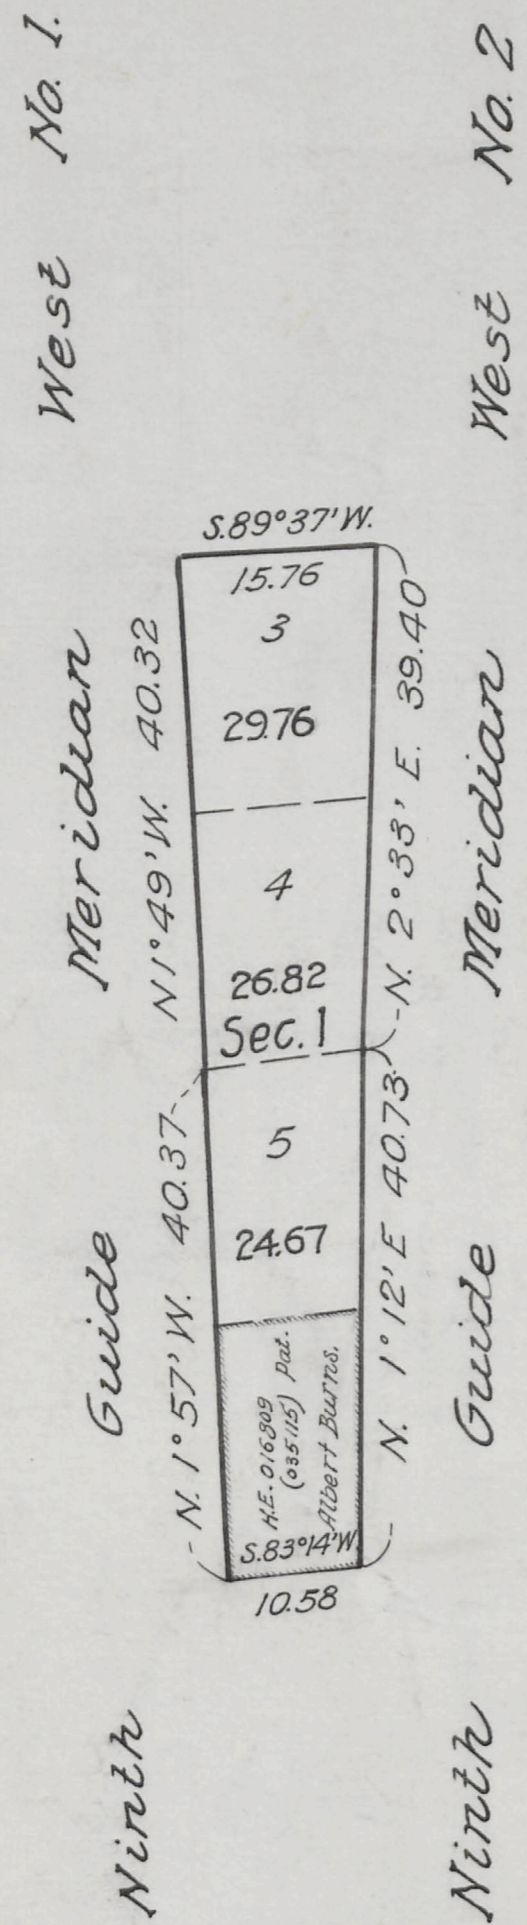 Ninth Guide Meridian West No. 1.
N. 1°57' W. 40.37
N 1°49' W. 40.32
S.89°37' W.
15.76
3
29.76
4
26.82
Sec. 1
5
24.67
H.E. 016809
(035115) Pat.
Albert Burns.
S.83°14' W
10.58
N. 1°12' E 40.73
N. 2°33' E. 39.40
Ninth Guide Meridian West No. 2